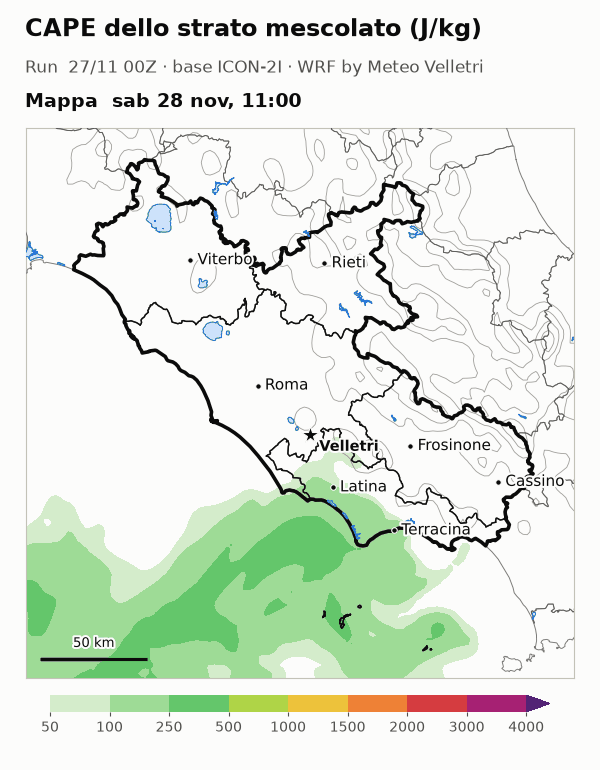 CAPE dello strato mescolato (J/kg)
Run  27/11 00Z · base ICON-2I · WRF by Meteo Velletri
Mappa  sab 28 nov, 11:00
Viterbo
Rieti
Roma
Velletri
Frosinone
Latina
Cassino
Terracina
50 km
50 100 250 500 1000 1500 2000 3000 4000